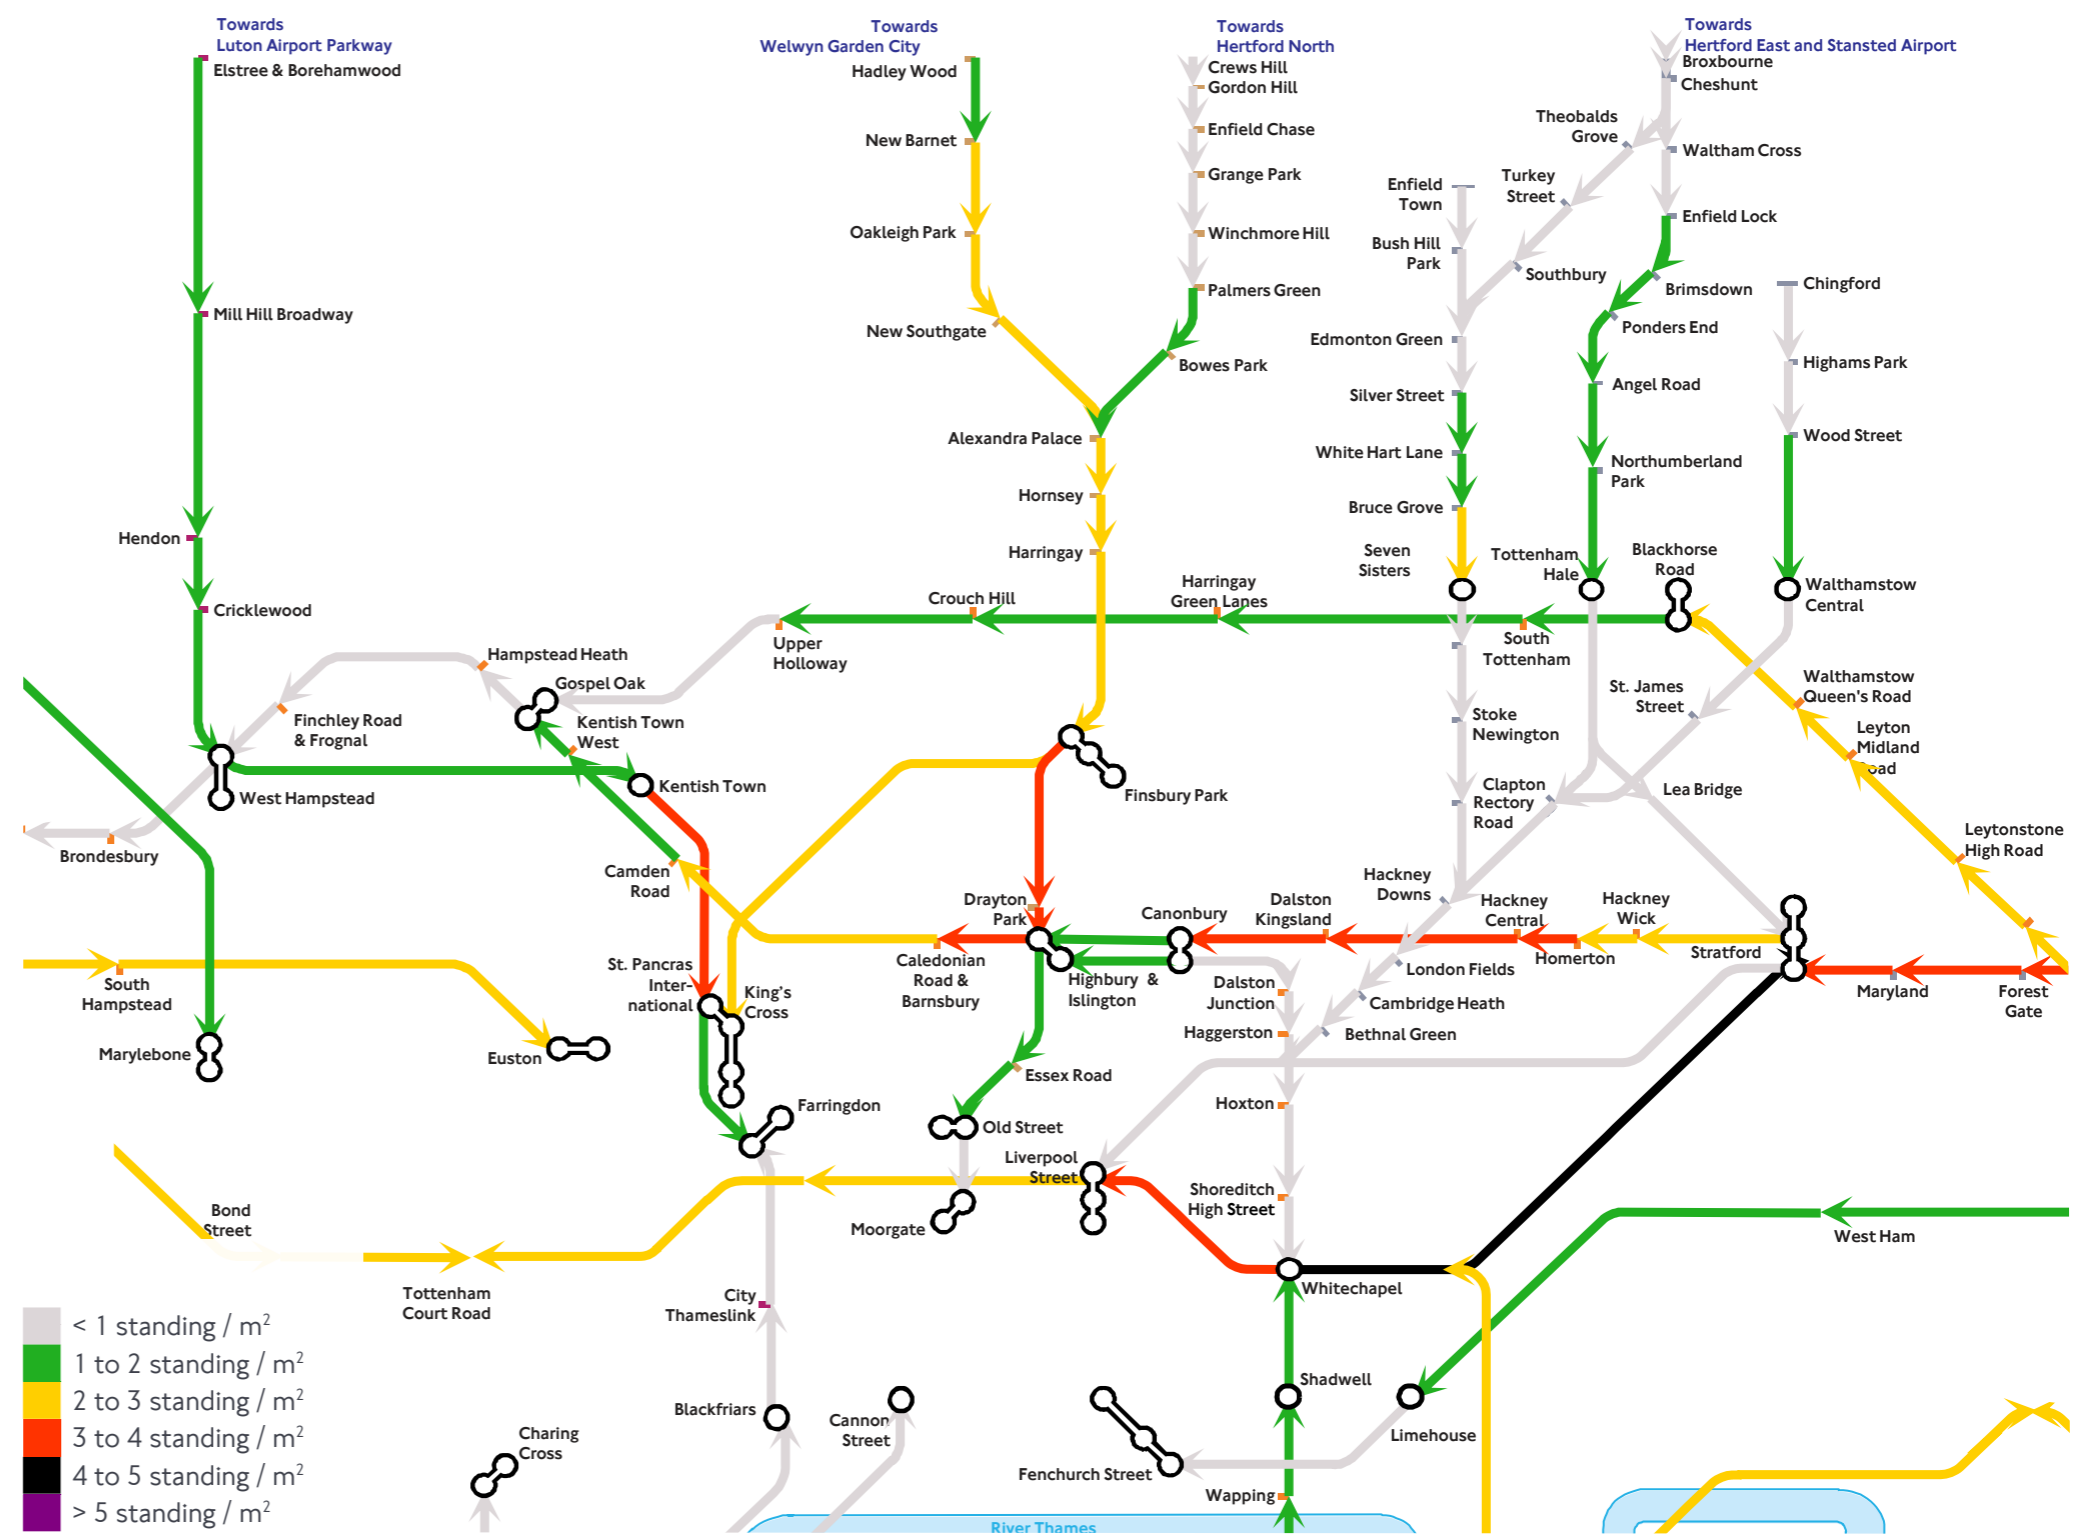 Towards
Luton Airport Parkway
Elstree & Borehamwood
Towards
Welwyn Garden City
Hadley Wood
Towards
Hertford North
Crews Hill
Gordon Hill
Towards
Hertford East and Stansted Airport
Broxbourne
Cheshunt
Theobalds
Grove
Enfield Chase
New Barnet
Waltham Cross
Grange Park
Turkey
Street
Enfield
Town
Enfield Lock
Oakleigh Park
Winchmore Hill
Bush Hill
Park
Southbury
Brimsdown
Chingford
Palmers Green
Mill Hill Broadway
New Southgate
Ponders End
Edmonton Green
Bowes Park
Highams Park
Silver Street
Angel Road
Alexandra Palace
White Hart Lane
Wood Street
Northumberland
Park
Hornsey
Bruce Grove
Hendon
Harringay
Seven
Sisters
Tottenham
Hale
Blackhorse
Road
Walthamstow
Central
Cricklewood
Crouch Hill
Harringay
Green Lanes
South
Tottenham
Upper
Holloway
Hampstead Heath
Gospel Oak
Kentish Town
West
Finchley Road
& Frognal
St. James
Street
Walthamstow
Queen's Road
Stoke
Newington
Leyton
Midland
Road
West Hampstead
Kentish Town
Finsbury Park
Clapton
Rectory
Road
Lea Bridge
Brondesbury
Leytonstone
High Road
Camden
Road
Hackney
Downs
Drayton
Park
Canonbury
Dalston
Kingsland
Hackney
Central
Hackney
Wick
Stratford
Homerton
South
Hampstead
St. Pancras
Inter-
national
King's
Cross
Caledonian
Road &
Barnsbury
Highbury &
Islington
Dalston
Junction
London Fields
Maryland
Forest
Gate
Cambridge Heath
Haggerston
Bethnal Green
Marylebone
Euston
Essex Road
Farringdon
Hoxton
Old Street
Liverpool
Street
Shoreditch
High Street
Moorgate
Bond
Street
West Ham
Tottenham
Court Road
City
Thameslink
Whitechapel
< 1 standing / m²
1 to 2 standing / m²
2 to 3 standing / m²
3 to 4 standing / m²
4 to 5 standing / m²
> 5 standing / m²
Shadwell
Blackfriars
Cannon
Street
Limehouse
Charing
Cross
Fenchurch Street
Wapping
River Thames